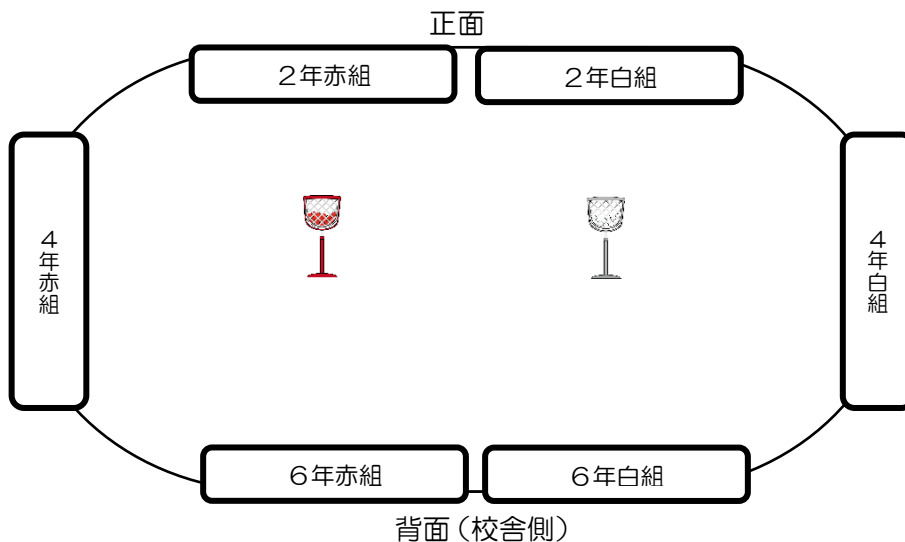 正面
２年赤組
２年白組
４年赤組
４年白組
６年赤組
６年白組
背面（校舎側）